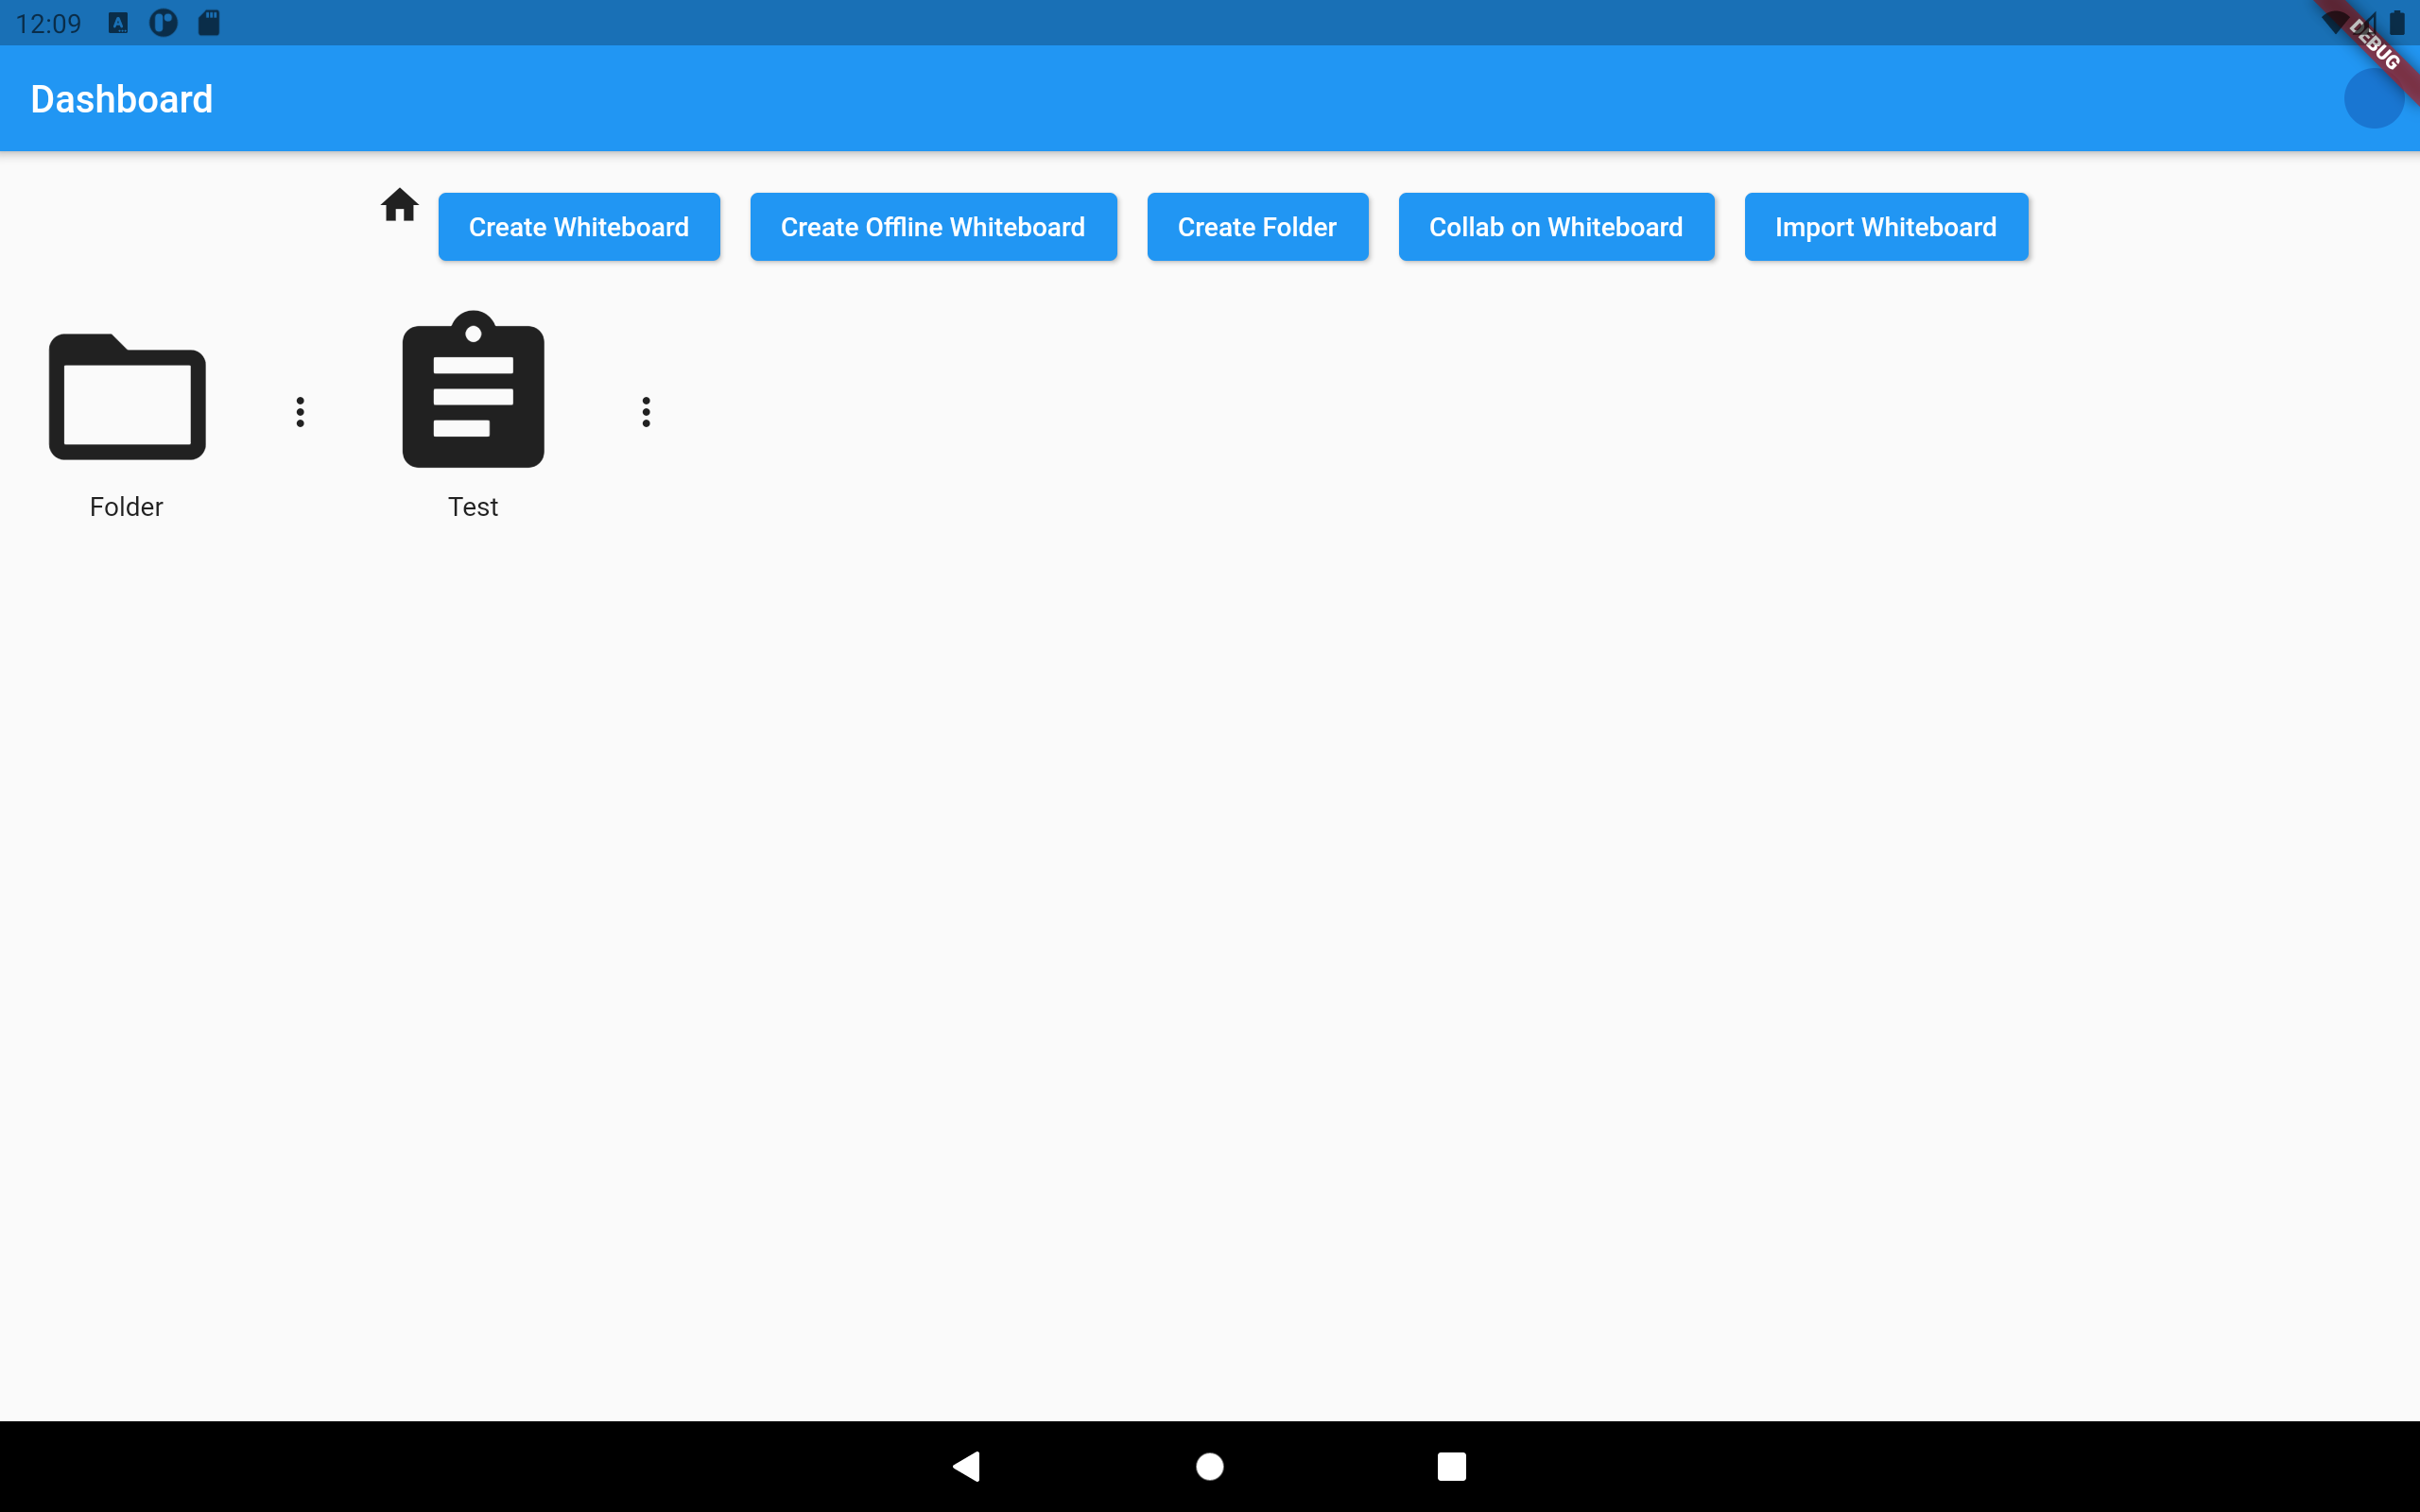 12:09
DEBUG
Dashboard
Create Whiteboard
Create Offline Whiteboard
Create Folder
Collab on Whiteboard
Import Whiteboard
Folder
Test